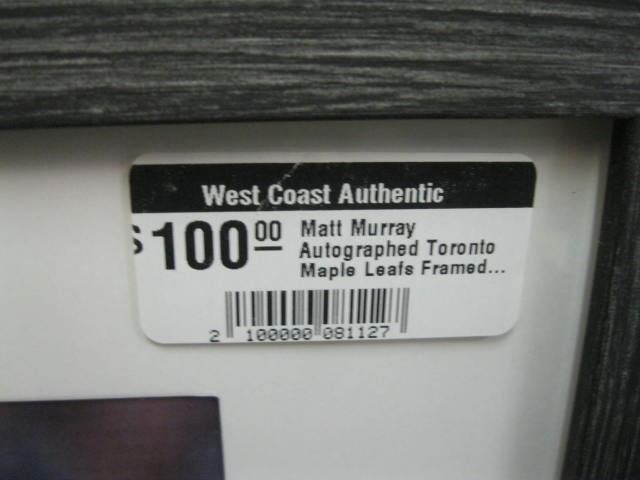 West Coast Authentic
$100 00
Matt Murray
Autographed Toronto
Maple Leafs Framed...
2 100000 081127